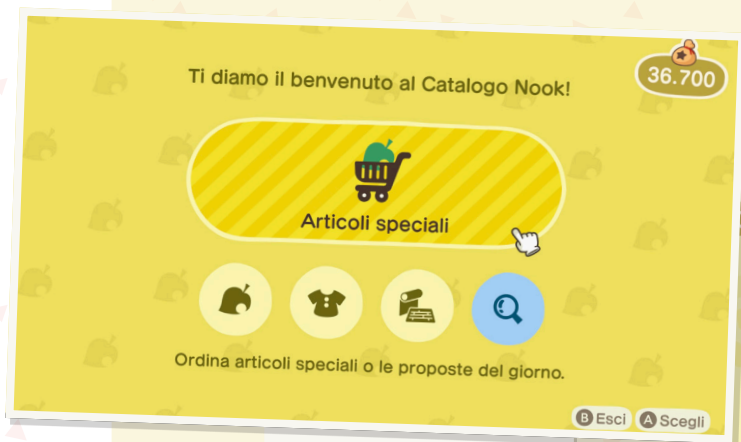 Ti diamo il benvenuto al Catalogo Nook!
36.700
Articoli speciali
Ordina articoli speciali o le proposte del giorno.
B Esci A Scegli